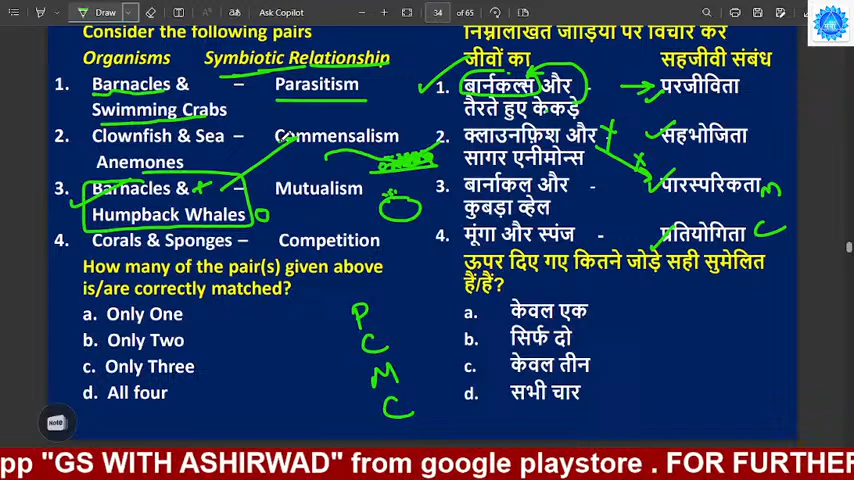 Draw
Ask Copilot
34 of 65
Consider the following pairs
Organisms Symbiotic Relationship
1. Barnacles & – Parasitism
Swimming Crabs
2. Clownfish & Sea – Commensalism
Anemones
3. Barnacles & – Mutualism
Humpback Whales
4. Corals & Sponges – Competition
How many of the pair(s) given above
is/are correctly matched?
a. Only One
b. Only Two
c. Only Three
d. All four
P
C
M
C
निम्नलिखित जोड़ियों पर विचार करें
जीवों का सहजीवी संबंध
1. बार्नकल्स और - परजीविता
तैरते हुए केकड़े
2. क्लाउनफ़िश और - सहभोजिता
सागर एनीमोन्स
3. बार्नाकल और - पारस्परिकता M
कुबड़ा व्हेल
4. मूंगा और स्पंज - प्रतियोगिता C
ऊपर दिए गए कितने जोड़े सही सुमेलित
हैं/हैं?
a. केवल एक
b. सिर्फ दो
c. केवल तीन
d. सभी चार
pp "GS WITH ASHIRWAD" from google playstore . FOR FURTHER